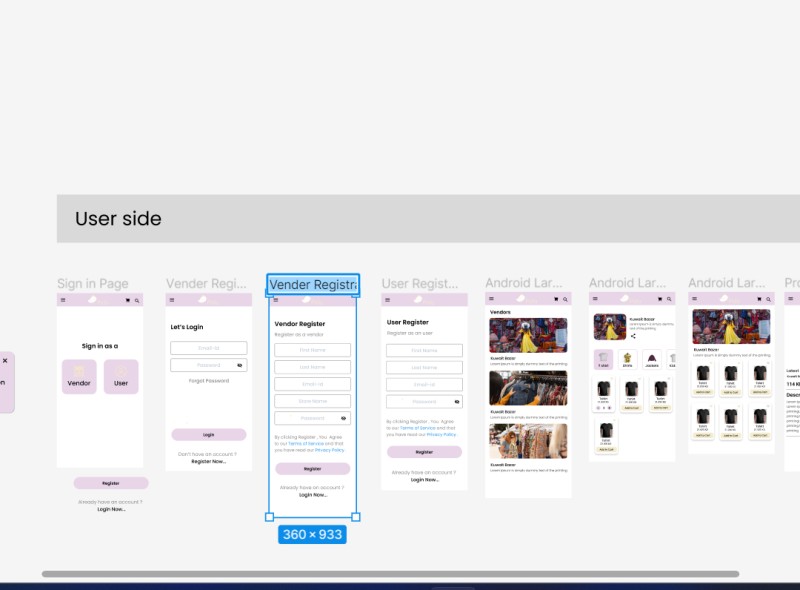 User side
Sign in Page
Vender Regi...
Vender Registra
User Regist...
Android Lar...
Android Lar...
Android Lar...
Pro
Sign in as a
Vendor
User
Register
Already have an account ?
Login Now...
Let's Login
Email-id
Password
Forget Password
Login
Don't have an account ?
Register Now...
Vendor Register
Register as a vendor
First Name
Last Name
Email-id
Store Name
Password
By clicking Register , You Agree
to our Terms of Service and that
you have read our Privacy Policy.
Register
Already have an account ?
Login Now...
360 × 933
User Register
Register as an user
First Name
Last Name
Email-id
Password
By clicking Register , You Agree
to our Terms of Service and that
you have read our Privacy Policy.
Register
Already have an account ?
Login Now...
Vendors
Kuwait Bazar
Kuwait Bazar
Kuwait Bazar
Kuwait Bazar
Kuwait Bazar